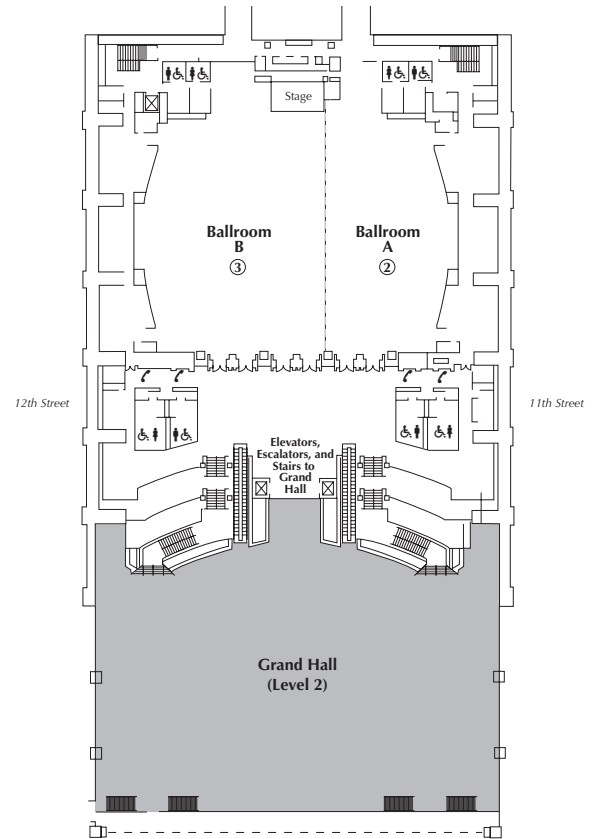 Stage
Ballroom
B
3
Ballroom
A
2
12th Street
11th Street
Elevators,
Escalators, and
Stairs to
Grand
Hall
Grand Hall
(Level 2)